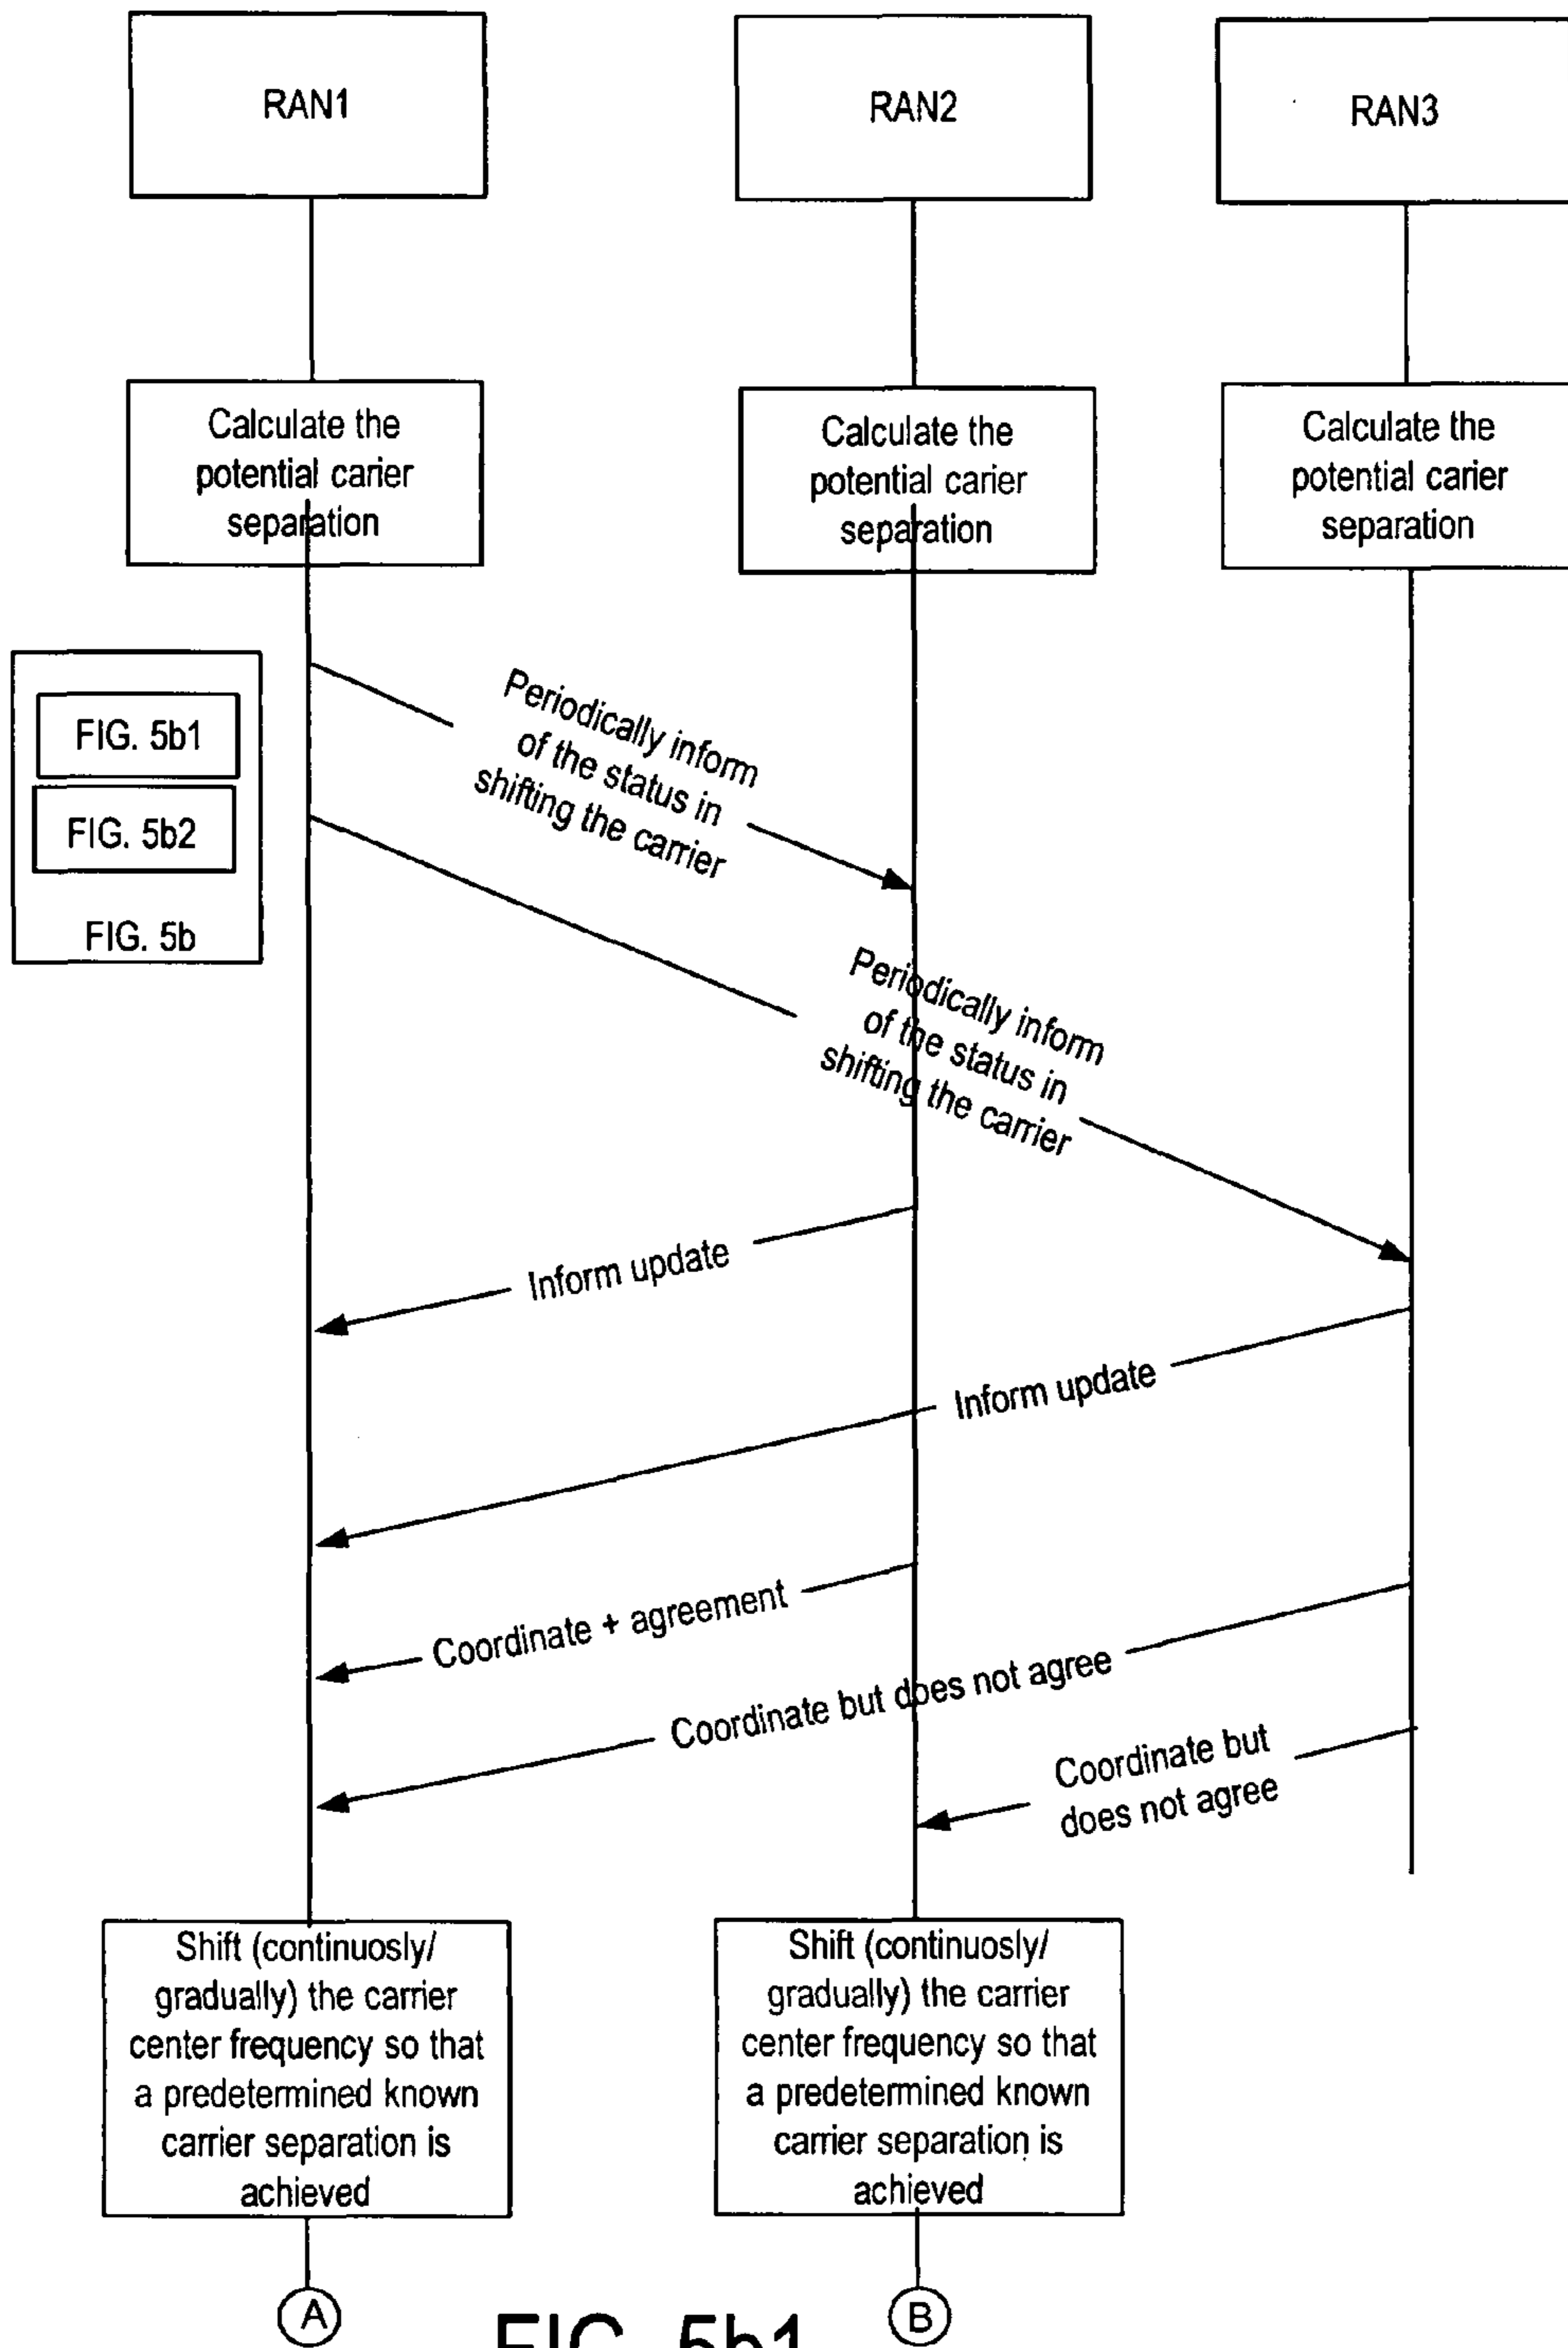 RAN1
RAN2
RAN3
Calculate the
potential carier
separation
Calculate the
potential carier
separation
Calculate the
potential carier
separation
FIG. 5b1
FIG. 5b2
FIG. 5b
Periodically inform
of the status in
shifting the carrier
Periodically inform
of the status in
shifting the carrier
Inform update
Inform update
Coordinate + agreement
Coordinate but does not agree
Coordinate but
does not agree
Shift (continuosly/
gradually) the carrier
center frequency so that
a predetermined known
carrier separation is
achieved
Shift (continuosly/
gradually) the carrier
center frequency so that
a predetermined known
carrier separation is
achieved
A
B
FIG. 5b1